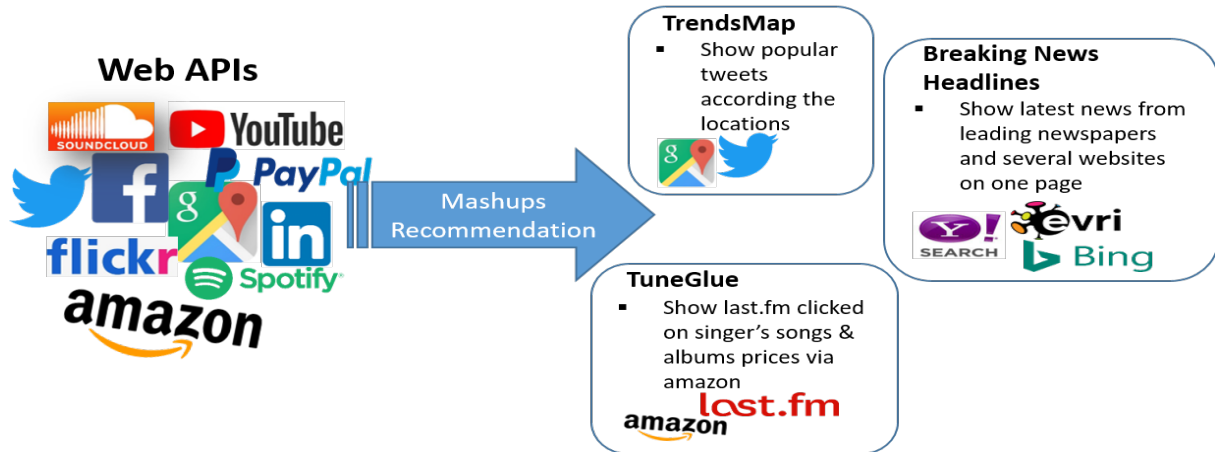 Web APIs
SOUNDCLOUD
YouTube
f
PayPal
g
in
flickr
Spotify
amazon
Mashups
Recommendation
TrendsMap
▪ Show popular
tweets
according the
locations
g
Breaking News
Headlines
▪ Show latest news from
leading newspapers
and several websites
on one page
Y!
SEARCH
evri
Bing
TuneGlue
▪ Show last.fm clicked
on singer's songs &
albums prices via
amazon
last.fm
amazon